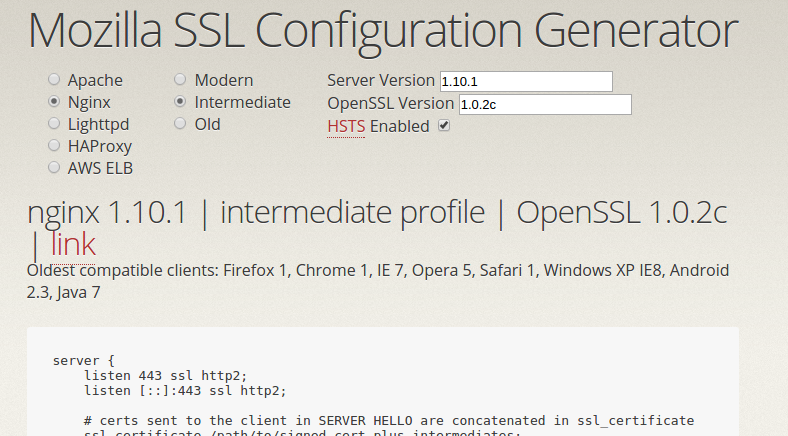 Mozilla SSL Configuration Generator
Apache
Nginx
Lighttpd
HAProxy
AWS ELB
Modern
Intermediate
Old
Server Version 1.10.1
OpenSSL Version 1.0.2c
HSTS Enabled
nginx 1.10.1 | intermediate profile | OpenSSL 1.0.2c
| link
Oldest compatible clients: Firefox 1, Chrome 1, IE 7, Opera 5, Safari 1, Windows XP IE8, Android
2.3, Java 7
server {
listen 443 ssl http2;
listen [::]:443 ssl http2;
# certs sent to the client in SERVER HELLO are concatenated in ssl_certificate
ssl_certificate /path/to/signed_cert_plus_intermediates;